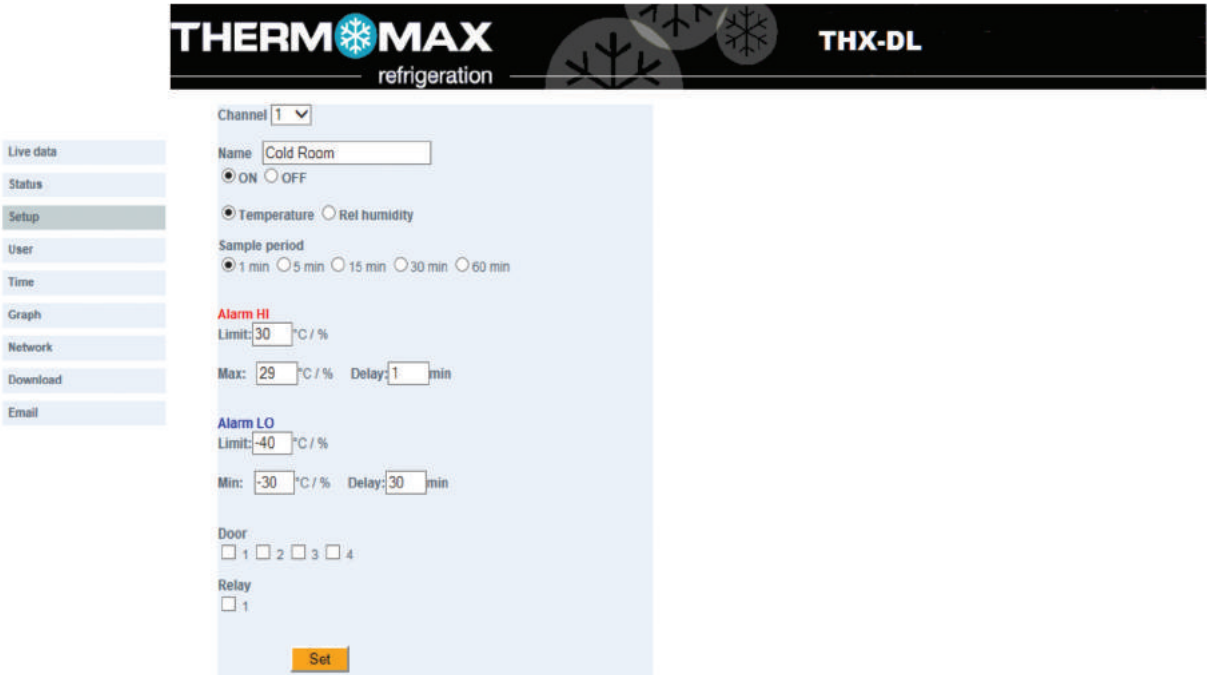 THERMOMAX
refrigeration
THX-DL
Live data
Status
Setup
User
Time
Graph
Network
Download
Email
Channel 1
Name Cold Room
ON OFF
Temperature Rel humidity
Sample period
1 min 5 min 15 min 30 min 60 min
Alarm HI
Limit: 30 °C / %
Max: 29 °C / % Delay: 1 min
Alarm LO
Limit: -40 °C / %
Min: -30 °C / % Delay: 30 min
Door
1 2 3 4
Relay
1
Set